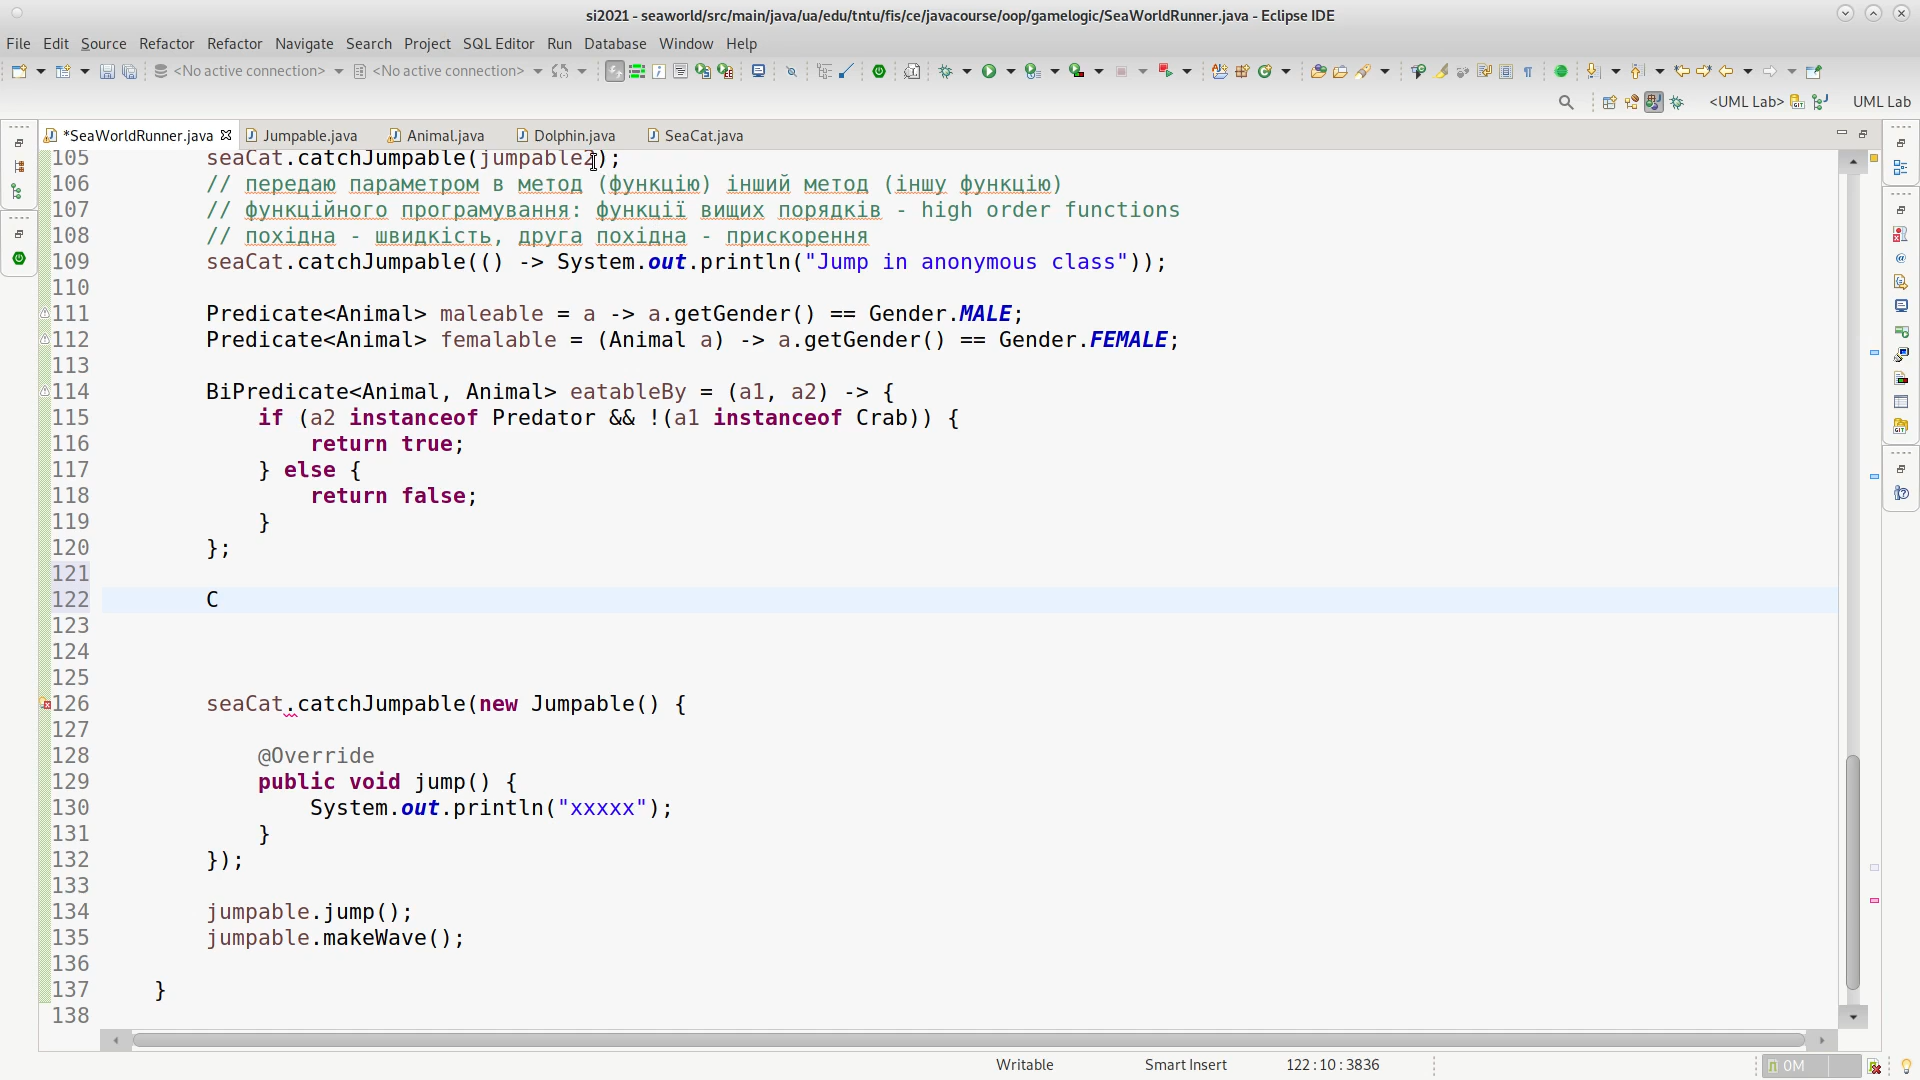 si2021 - seaworld/src/main/java/ua/edu/tntu/fis/ce/javacourse/oop/gamelogic/SeaWorldRunner.java - Eclipse IDE
File Edit Source Refactor Refactor Navigate Search Project SQL Editor Run Database Window Help
<No active connection> <No active connection>
<UML Lab> UML Lab
*SeaWorldRunner.java Jumpable.java Animal.java Dolphin.java SeaCat.java
105 seaCat.catchJumpable(jumpable2);
106 // передаю параметром в метод (функцію) інший метод (іншу функцію)
107 // функційного програмування: функції вищих порядків - high order functions
108 // похідна - швидкість, друга похідна - прискорення
109 seaCat.catchJumpable(() -> System.out.println("Jump in anonymous class"));
110
111 Predicate<Animal> maleable = a -> a.getGender() == Gender.MALE;
112 Predicate<Animal> femalable = (Animal a) -> a.getGender() == Gender.FEMALE;
113
114 BiPredicate<Animal, Animal> eatableBy = (a1, a2) -> {
115 if (a2 instanceof Predator && !(a1 instanceof Crab)) {
116 return true;
117 } else {
118 return false;
119 }
120 };
121
122 C
123
124
125
126 seaCat.catchJumpable(new Jumpable() {
127
128 @Override
129 public void jump() {
130 System.out.println("xxxxx");
131 }
132 });
133
134 jumpable.jump();
135 jumpable.makeWave();
136
137 }
138
Writable Smart Insert 122:10:3836 0M